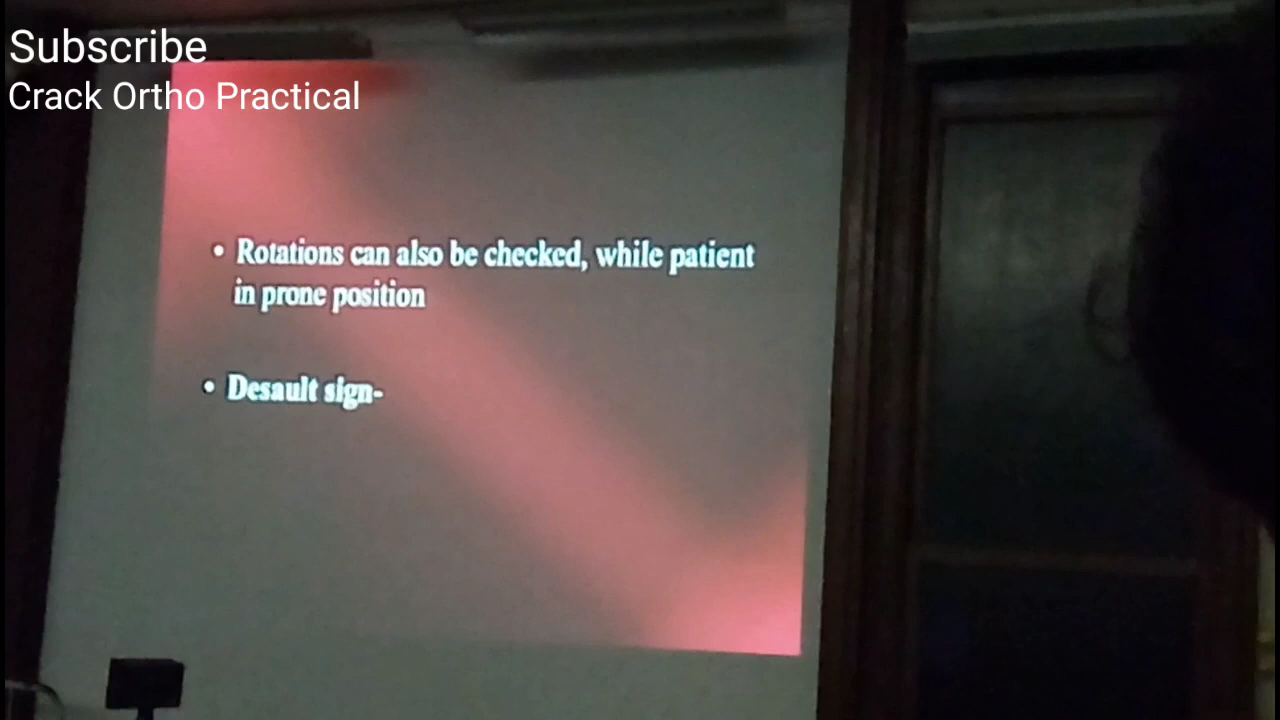 Subscribe
Crack Ortho Practical
• Rotations can also be checked, while patient
in prone position
• Desault sign-